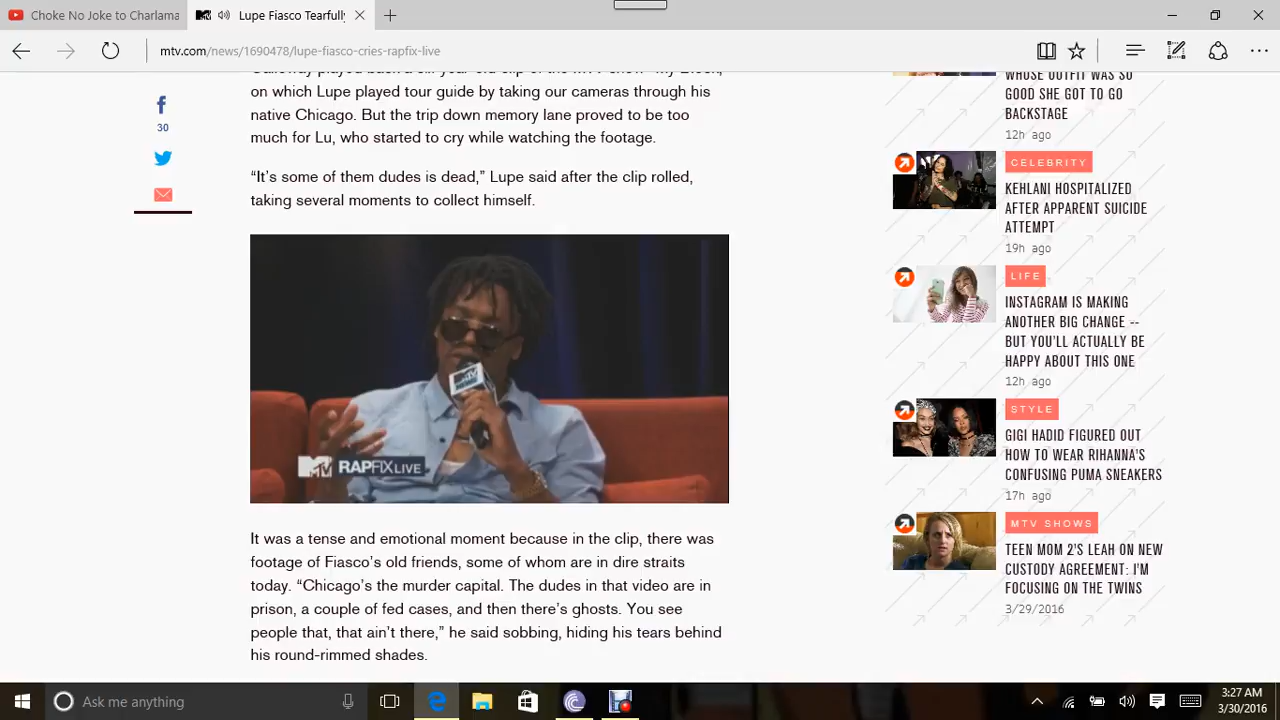 Choke No Joke to Charlama
Lupe Fiasco Tearfully
mtv.com/news/1690478/lupe-fiasco-cries-rapfix-live
30
on which Lupe played tour guide by taking our cameras through his
native Chicago. But the trip down memory lane proved to be too
much for Lu, who started to cry while watching the footage.
“It’s some of them dudes is dead,” Lupe said after the clip rolled,
taking several moments to collect himself.
MTV RAPFIX LIVE
It was a tense and emotional moment because in the clip, there was
footage of Fiasco’s old friends, some of whom are in dire straits
today. “Chicago’s the murder capital. The dudes in that video are in
prison, a couple of fed cases, and then there’s ghosts. You see
people that, that ain’t there,” he said sobbing, hiding his tears behind
his round-rimmed shades.
WHOSE OUTFIT WAS SO
GOOD SHE GOT TO GO
BACKSTAGE
12h ago
CELEBRITY
KEHLANI HOSPITALIZED
AFTER APPARENT SUICIDE
ATTEMPT
19h ago
LIFE
INSTAGRAM IS MAKING
ANOTHER BIG CHANGE --
BUT YOU'LL ACTUALLY BE
HAPPY ABOUT THIS ONE
12h ago
STYLE
GIGI HADID FIGURED OUT
HOW TO WEAR RIHANNA'S
CONFUSING PUMA SNEAKERS
17h ago
MTV SHOWS
TEEN MOM 2'S LEAH ON NEW
CUSTODY AGREEMENT: I'M
FOCUSING ON THE TWINS
3/29/2016
Ask me anything
3:27 AM
3/30/2016